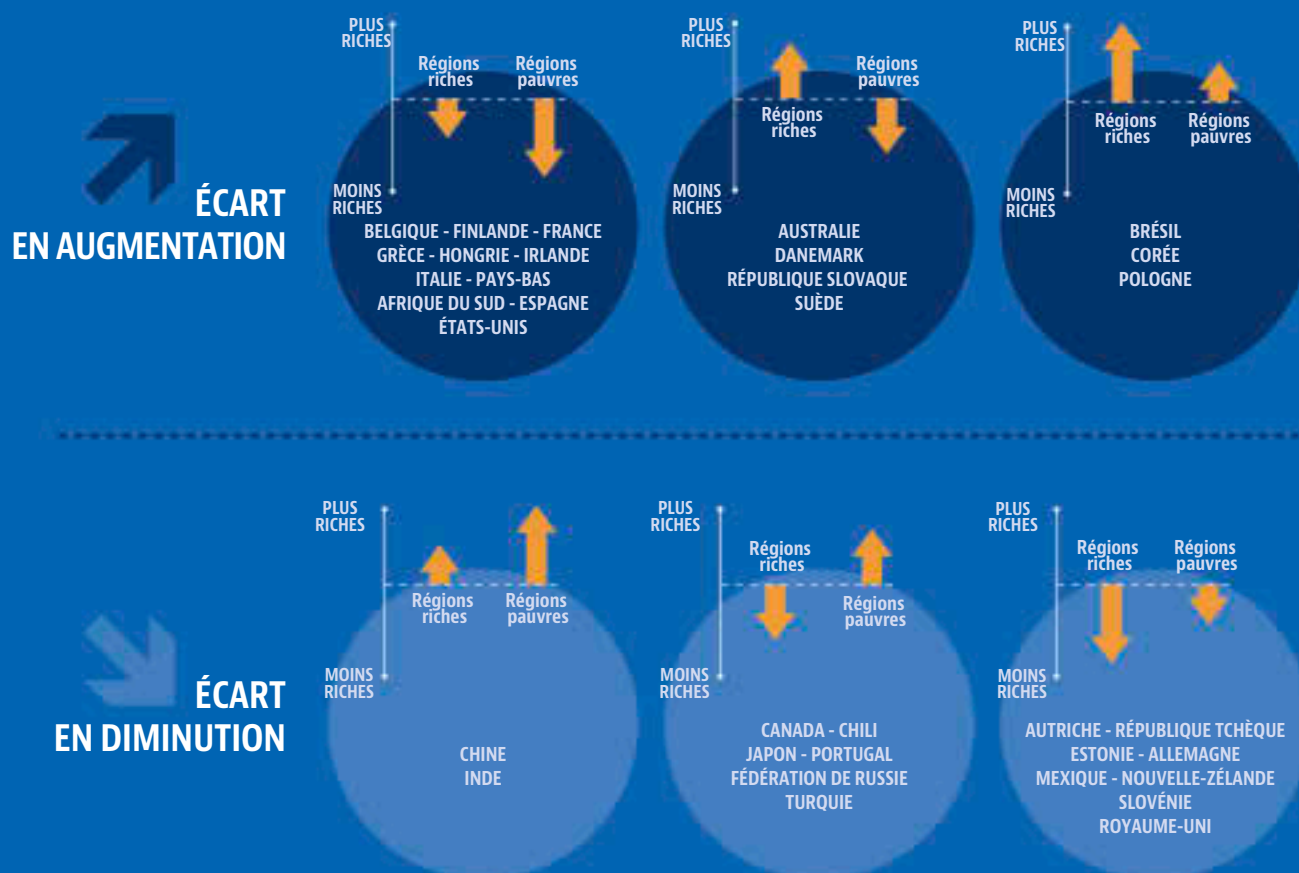 ÉCART
EN AUGMENTATION
PLUS
RICHES
Régions
riches
Régions
pauvres
MOINS
RICHES
BELGIQUE - FINLANDE - FRANCE
GRÈCE - HONGRIE - IRLANDE
ITALIE - PAYS-BAS
AFRIQUE DU SUD - ESPAGNE
ÉTATS-UNIS
PLUS
RICHES
Régions
riches
Régions
pauvres
MOINS
RICHES
AUSTRALIE
DANEMARK
RÉPUBLIQUE SLOVAQUE
SUÈDE
PLUS
RICHES
Régions
riches
Régions
pauvres
MOINS
RICHES
BRÉSIL
CORÉE
POLOGNE
ÉCART
EN DIMINUTION
PLUS
RICHES
Régions
riches
Régions
pauvres
MOINS
RICHES
CHINE
INDE
PLUS
RICHES
Régions
riches
Régions
pauvres
MOINS
RICHES
CANADA - CHILI
JAPON - PORTUGAL
FÉDÉRATION DE RUSSIE
TURQUIE
PLUS
RICHES
Régions
riches
Régions
pauvres
MOINS
RICHES
AUTRICHE - RÉPUBLIQUE TCHÈQUE
ESTONIE - ALLEMAGNE
MEXIQUE - NOUVELLE-ZÉLANDE
SLOVÉNIE
ROYAUME-UNI